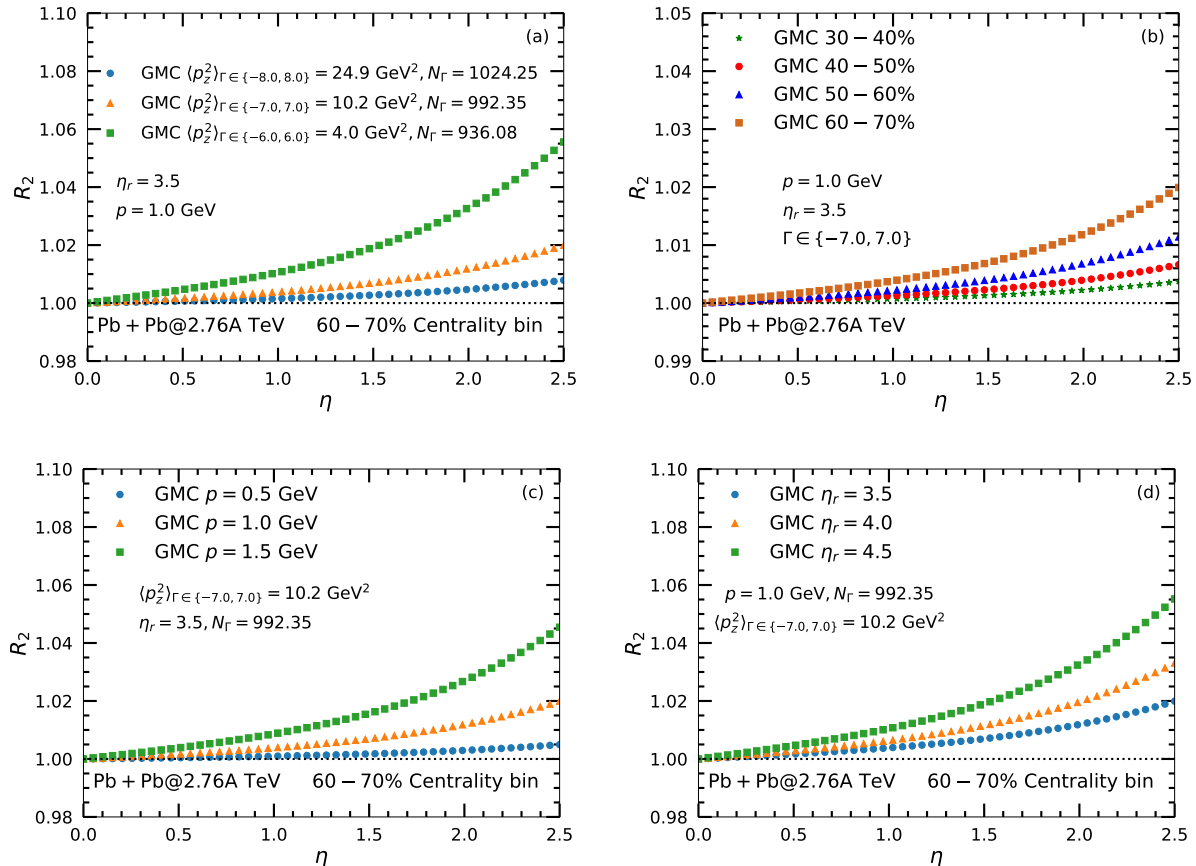 (a)
GMC ⟨p_z^2⟩_{Γ∈{−8.0,8.0}} = 24.9 GeV^2, N_Γ = 1024.25
GMC ⟨p_z^2⟩_{Γ∈{−7.0,7.0}} = 10.2 GeV^2, N_Γ = 992.35
GMC ⟨p_z^2⟩_{Γ∈{−6.0,6.0}} = 4.0 GeV^2, N_Γ = 936.08
η_r = 3.5
p = 1.0 GeV
Pb + Pb@2.76A TeV 60 − 70% Centrality bin
R_2
1.10
1.08
1.06
1.04
1.02
1.00
0.98
0.0 0.5 1.0 1.5 2.0 2.5
η
(b)
GMC 30 − 40%
GMC 40 − 50%
GMC 50 − 60%
GMC 60 − 70%
p = 1.0 GeV
η_r = 3.5
Γ ∈ {−7.0, 7.0}
Pb + Pb@2.76A TeV
R_2
1.05
1.04
1.03
1.02
1.01
1.00
0.99
0.0 0.5 1.0 1.5 2.0 2.5
η
(c)
GMC p = 0.5 GeV
GMC p = 1.0 GeV
GMC p = 1.5 GeV
⟨p_z^2⟩_{Γ∈{−7.0,7.0}} = 10.2 GeV^2
η_r = 3.5, N_Γ = 992.35
Pb + Pb@2.76A TeV 60 − 70% Centrality bin
R_2
1.10
1.08
1.06
1.04
1.02
1.00
0.98
0.0 0.5 1.0 1.5 2.0 2.5
η
(d)
GMC η_r = 3.5
GMC η_r = 4.0
GMC η_r = 4.5
p = 1.0 GeV, N_Γ = 992.35
⟨p_z^2⟩_{Γ∈{−7.0,7.0}} = 10.2 GeV^2
Pb + Pb@2.76A TeV 60 − 70% Centrality bin
R_2
1.10
1.08
1.06
1.04
1.02
1.00
0.98
0.0 0.5 1.0 1.5 2.0 2.5
η